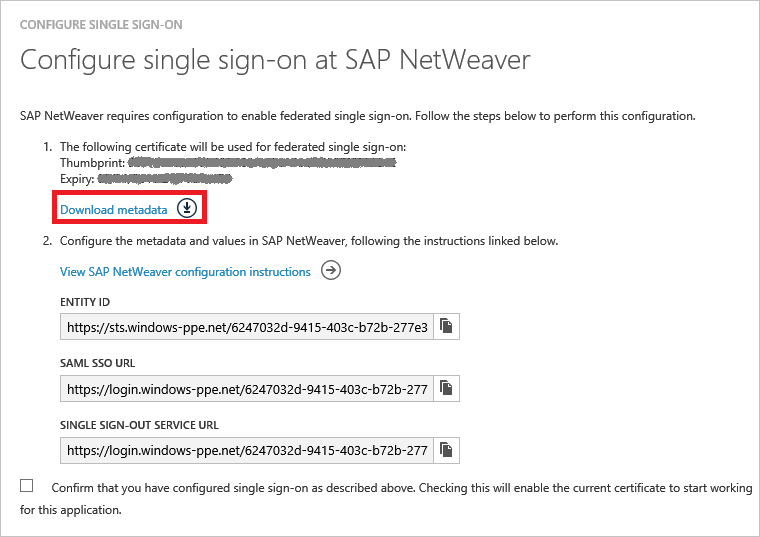 CONFIGURE SINGLE SIGN-ON
Configure single sign-on at SAP NetWeaver
SAP NetWeaver requires configuration to enable federated single sign-on. Follow the steps below to perform this configuration.
1. The following certificate will be used for federated single sign-on:
Thumbprint:
Expiry:
Download metadata
2. Configure the metadata and values in SAP NetWeaver, following the instructions linked below.
View SAP NetWeaver configuration instructions
ENTITY ID
https://sts.windows-ppe.net/6247032d-9415-403c-b72b-277e3
SAML SSO URL
https://login.windows-ppe.net/6247032d-9415-403c-b72b-277
SINGLE SIGN-OUT SERVICE URL
https://login.windows-ppe.net/6247032d-9415-403c-b72b-277
Confirm that you have configured single sign-on as described above. Checking this will enable the current certificate to start working
for this application.